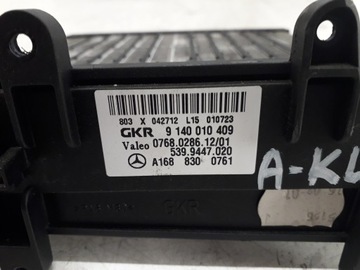 803 X 042712 L15 010723
GKR 9 140 010 409
Valeo 0768.0286.12/01
539.9447.020
A168 830 0761
A-KL
GKR